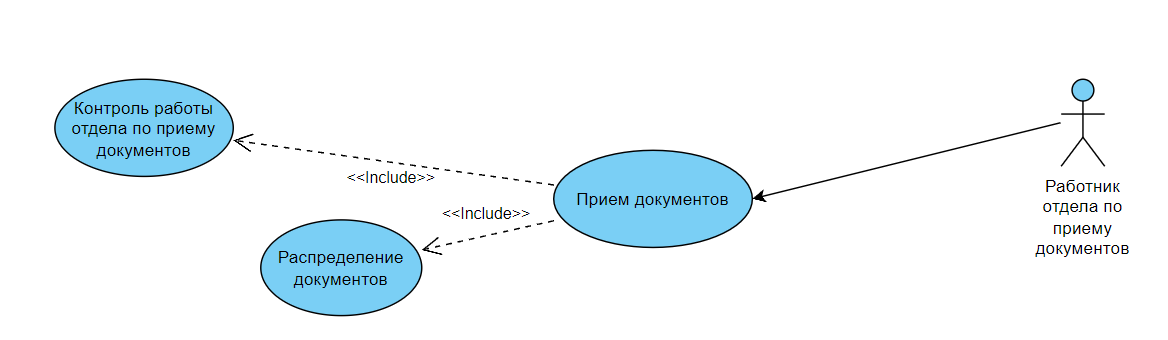 Контроль работы
отдела по приему
документов
<<Include>>
<<Include>>
Распределение
документов
Прием документов
Работник
отдела по
приему
документов